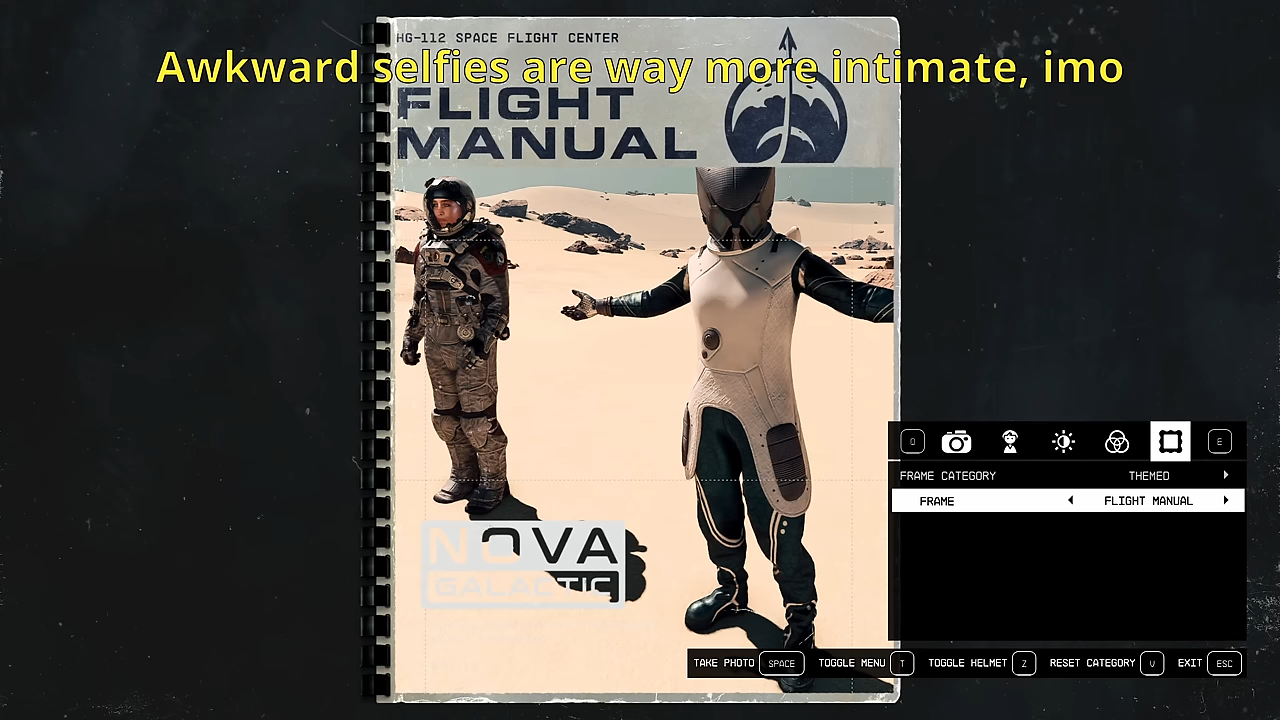 HG-112 SPACE FLIGHT CENTER
Awkward selfies are way more intimate, imo
FLIGHT
MANUAL
NOVA
GALACTIC
Q
E
FRAME CATEGORY THEMED
FRAME FLIGHT MANUAL
TAKE PHOTO SPACE TOGGLE MENU T TOGGLE HELMET Z RESET CATEGORY V EXIT ESC